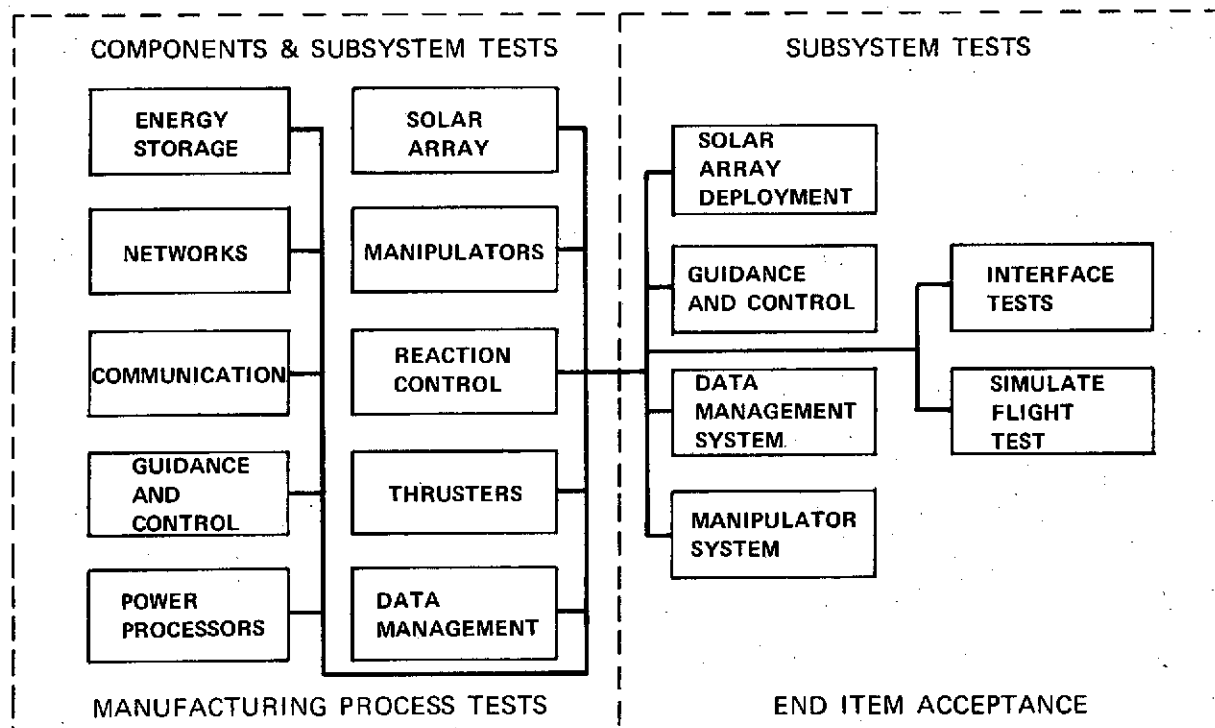 COMPONENTS & SUBSYSTEM TESTS
ENERGY
STORAGE
SOLAR
ARRAY
NETWORKS
MANIPULATORS
COMMUNICATION
REACTION
CONTROL
GUIDANCE
AND
CONTROL
THRUSTERS
POWER
PROCESSORS
DATA
MANAGEMENT
MANUFACTURING PROCESS TESTS
SUBSYSTEM TESTS
SOLAR
ARRAY
DEPLOYMENT
GUIDANCE
AND CONTROL
DATA
MANAGEMENT
SYSTEM
MANIPULATOR
SYSTEM
INTERFACE
TESTS
SIMULATE
FLIGHT
TEST
END ITEM ACCEPTANCE